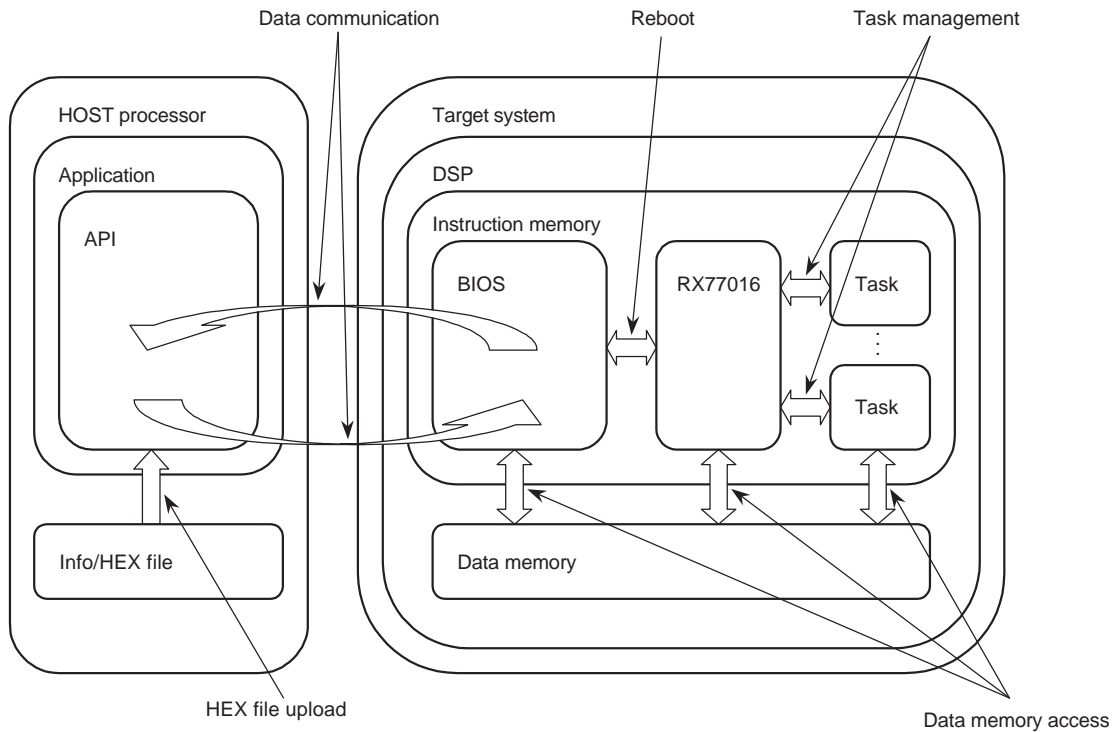 Data communication
Reboot
Task management
HOST processor
Target system
Application
DSP
API
Instruction memory
BIOS
RX77016
Task
Task
Info/HEX file
Data memory
HEX file upload
Data memory access